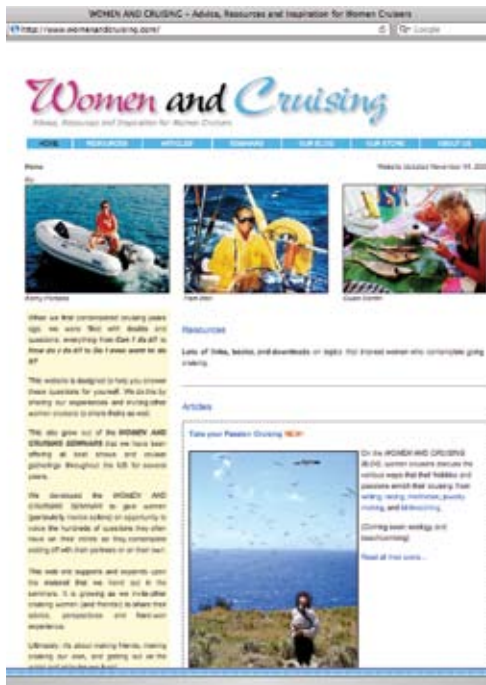 WOMEN AND CRUISING – Advice, Resources and Inspiration for Women Cruisers
http://www.womenandcruising.com/
Google
Women and Cruising
Advice, Resources and Inspiration for Women Cruisers
HOME RESOURCES ARTICLES SEMINARS OUR BLOG OUR STORE ABOUT US
Home
Website Updated November
When we first contemplated cruising years
ago, we were filled with doubts and
questions, everything from Can I do it? to
How do I do it? to Do I even want to do
it?
This website is designed to help you answer
these questions for yourself. We do this by
sharing our experiences and inviting other
women cruisers to share theirs as well.
This site grew out of the WOMEN AND
CRUISING SEMINARS that we have been
offering at boat shows and cruiser
gatherings throughout the US for several
years.
We developed the WOMEN AND
CRUISING SEMINAR to give women
(particularly novice sailors) an opportunity to
voice the hundreds of questions they often
have on their minds as they contemplate
sailing off with their partners or on their own.
This web site supports and expands upon
the material that we hand out in the
seminars. It is growing as we invite other
cruising women (and friends) to share their
advice, perspectives and hard-won
experience.
Ultimately, it's about making friends, making
cruising our own, and getting out on the
Resources
Lots of links, books, and downloads on topics that interest women who contemplate going
cruising
Articles
Take your Passion Cruising NEW!
On the WOMEN AND CRUISING
BLOG, women cruisers discuss the
various ways that their hobbies and
passions enrich their cruising, from
writing, racing, meditation, jewelry
making, and birdwatching.
(Coming soon: ecology and
Read all their posts...